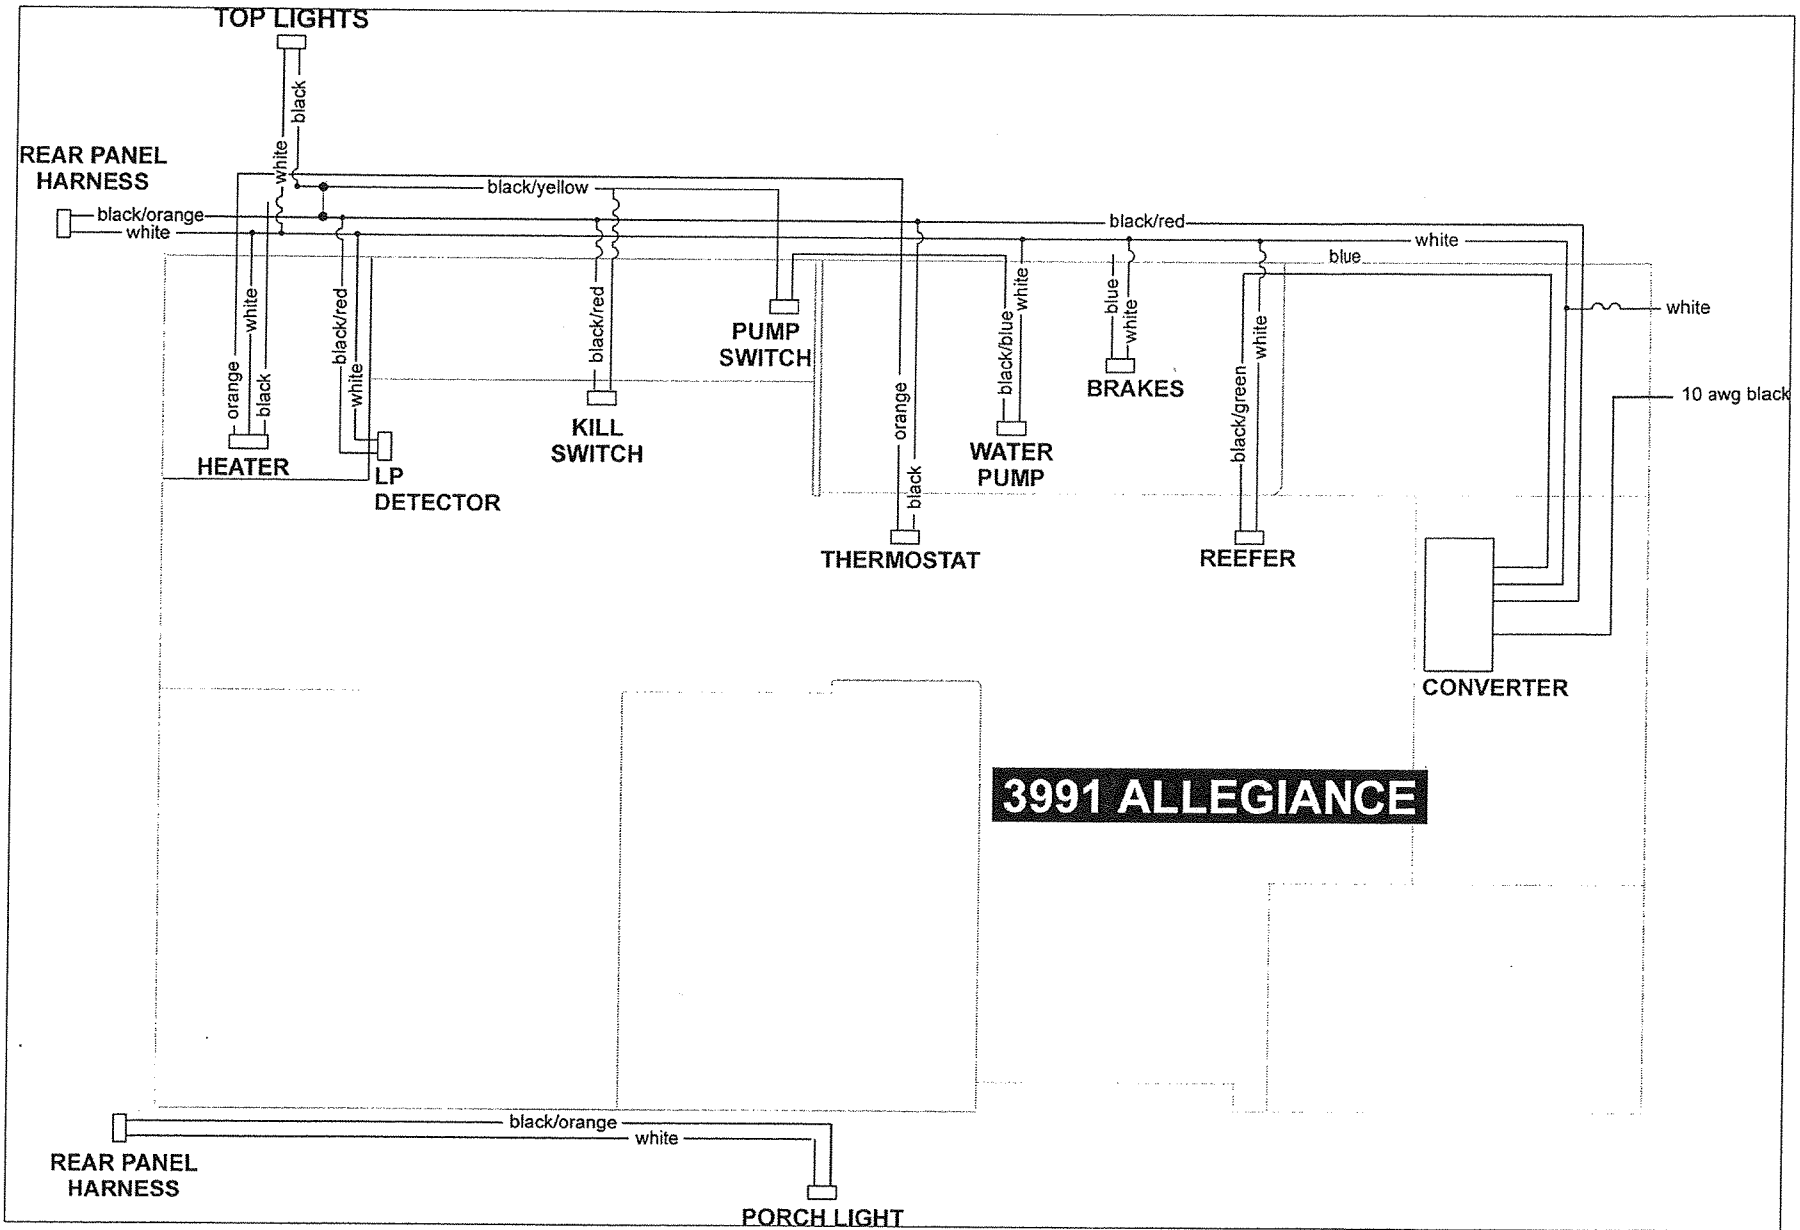 TOP LIGHTS
black
white
REAR PANEL
HARNESS
black/orange
white
black/yellow
black/red
white
blue
white
10 awg black
orange
white
black
HEATER
black/red
white
LP
DETECTOR
black/red
KILL
SWITCH
PUMP
SWITCH
orange
black
THERMOSTAT
black/blue
white
WATER
PUMP
blue
white
BRAKES
black/green
white
REEFER
CONVERTER
3991 ALLEGIANCE
black/orange
white
REAR PANEL
HARNESS
PORCH LIGHT